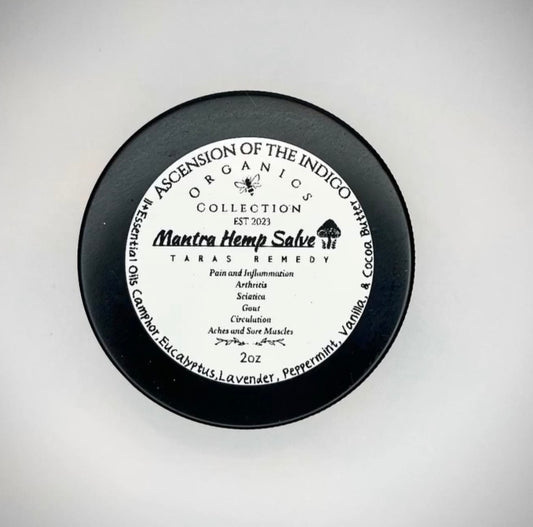 ASCENSION OF THE INDIGO
ORGANICS
COLLECTION
EST 2023
Mantra Hemp Salve
TARAS REMEDY
Pain and Inflammation
Arthritis
Sciatica
Gout
Circulation
Aches and Sore Muscles
2oz
11+Essential Oils Camphor, Eucalyptus, Lavender, Peppermint, Vanilla, & Cocoa Butter